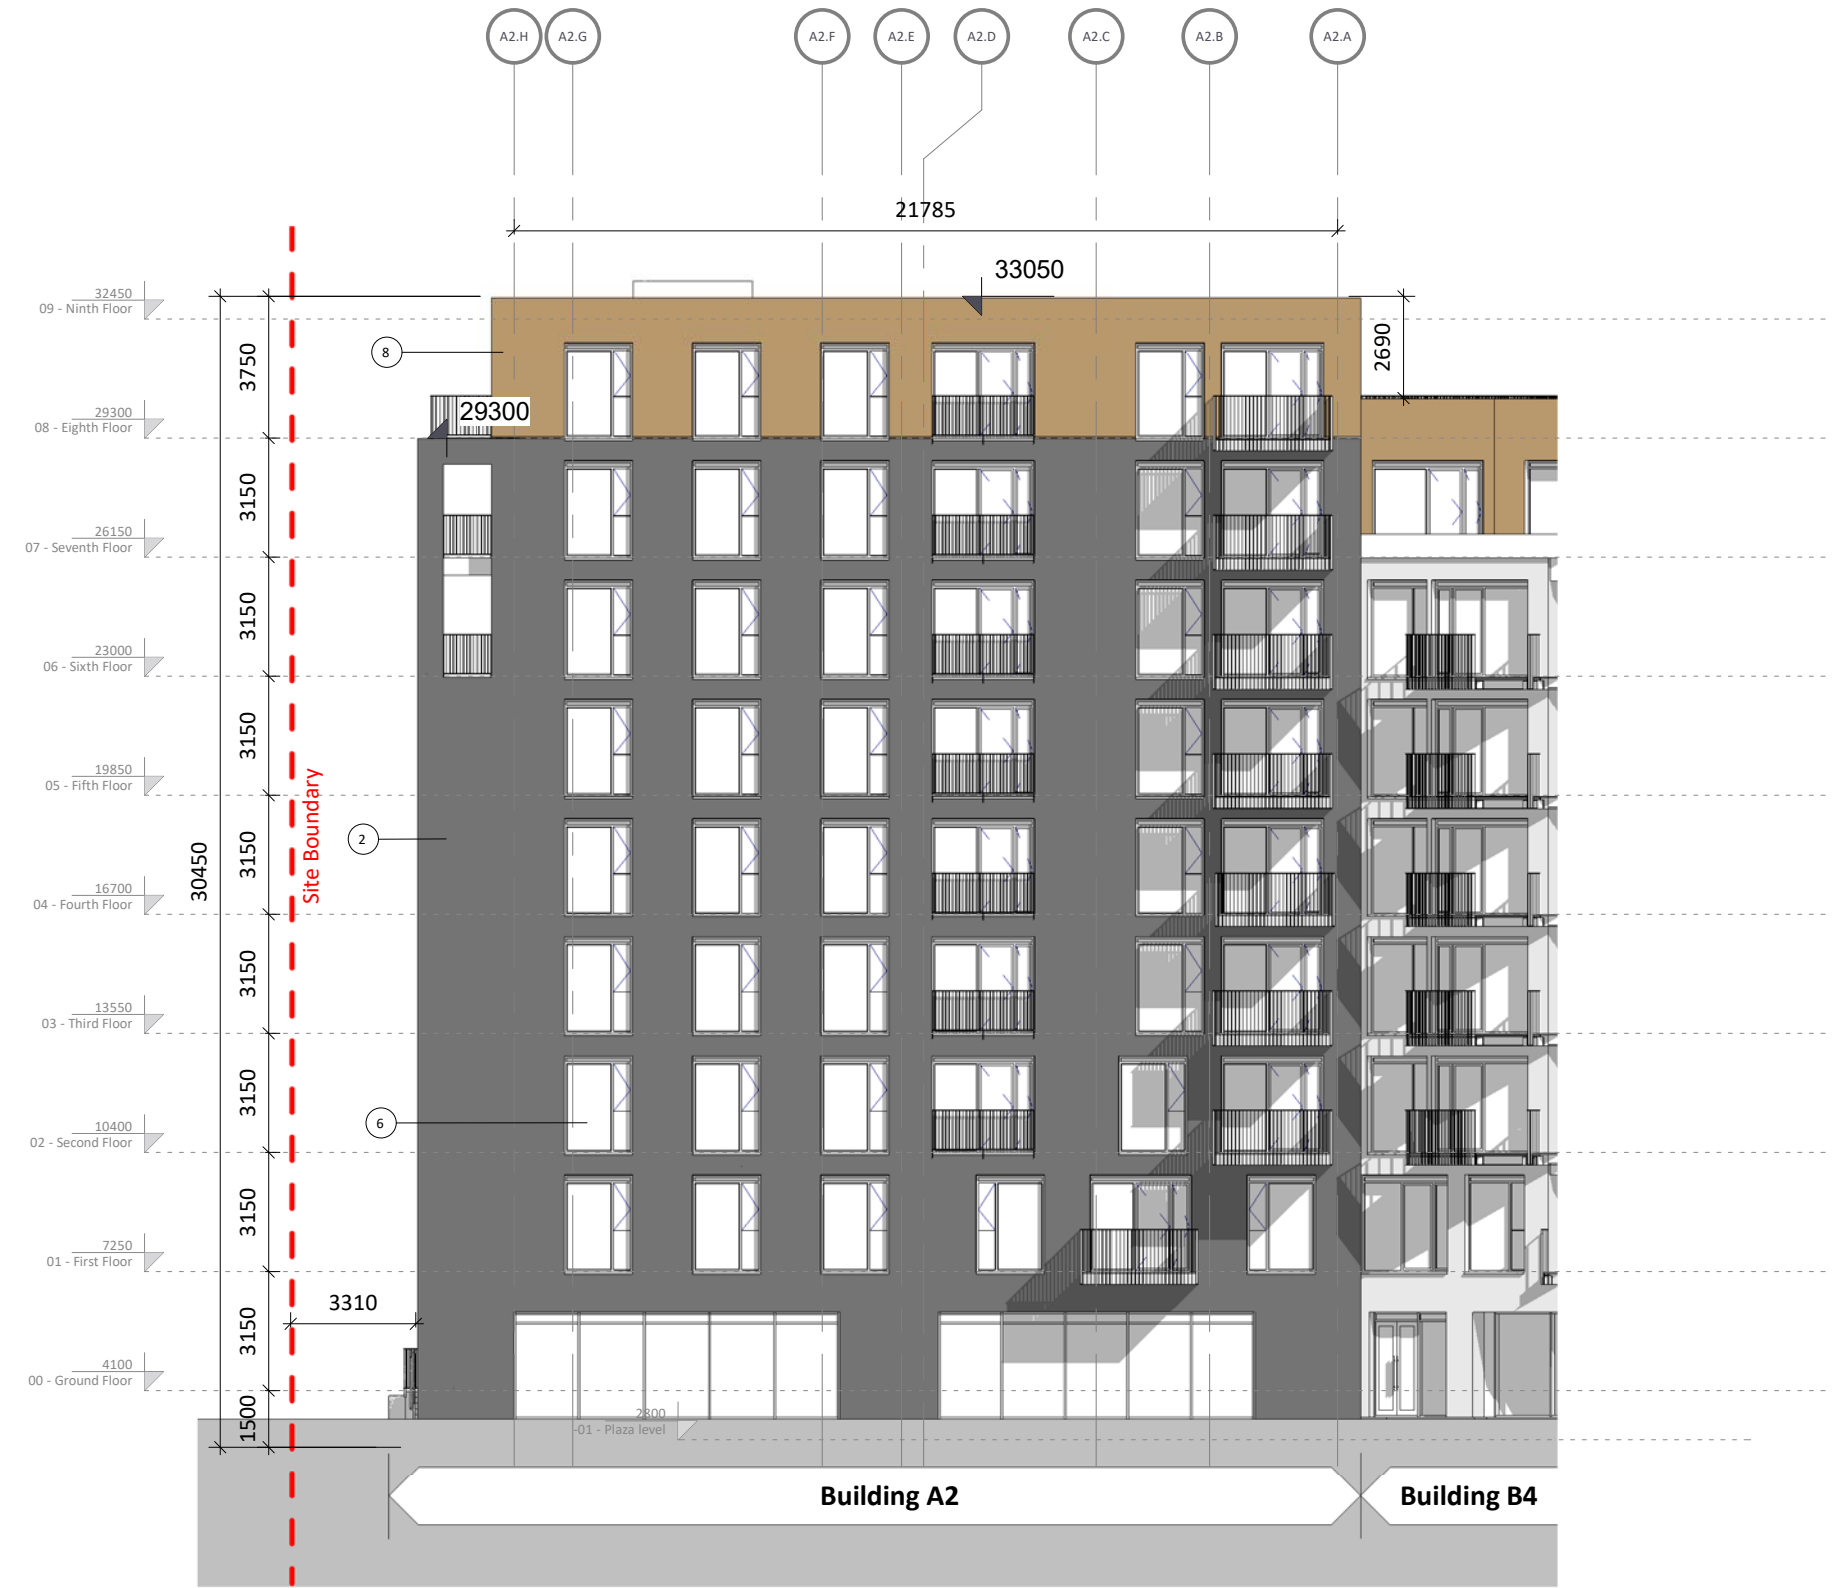 A2.H A2.G A2.F A2.E A2.D A2.C A2.B A2.A
21785
33050
32450
09 - Ninth Floor
3750
8
2690
29300
29300
08 - Eighth Floor
3150
26150
07 - Seventh Floor
3150
23000
06 - Sixth Floor
3150
19850
05 - Fifth Floor
Site Boundary
2
30450
3150
16700
04 - Fourth Floor
3150
13550
03 - Third Floor
3150
6
10400
02 - Second Floor
3150
7250
01 - First Floor
3310
3150
4100
00 - Ground Floor
1500
2800
-01 - Plaza level
Building A2
Building B4